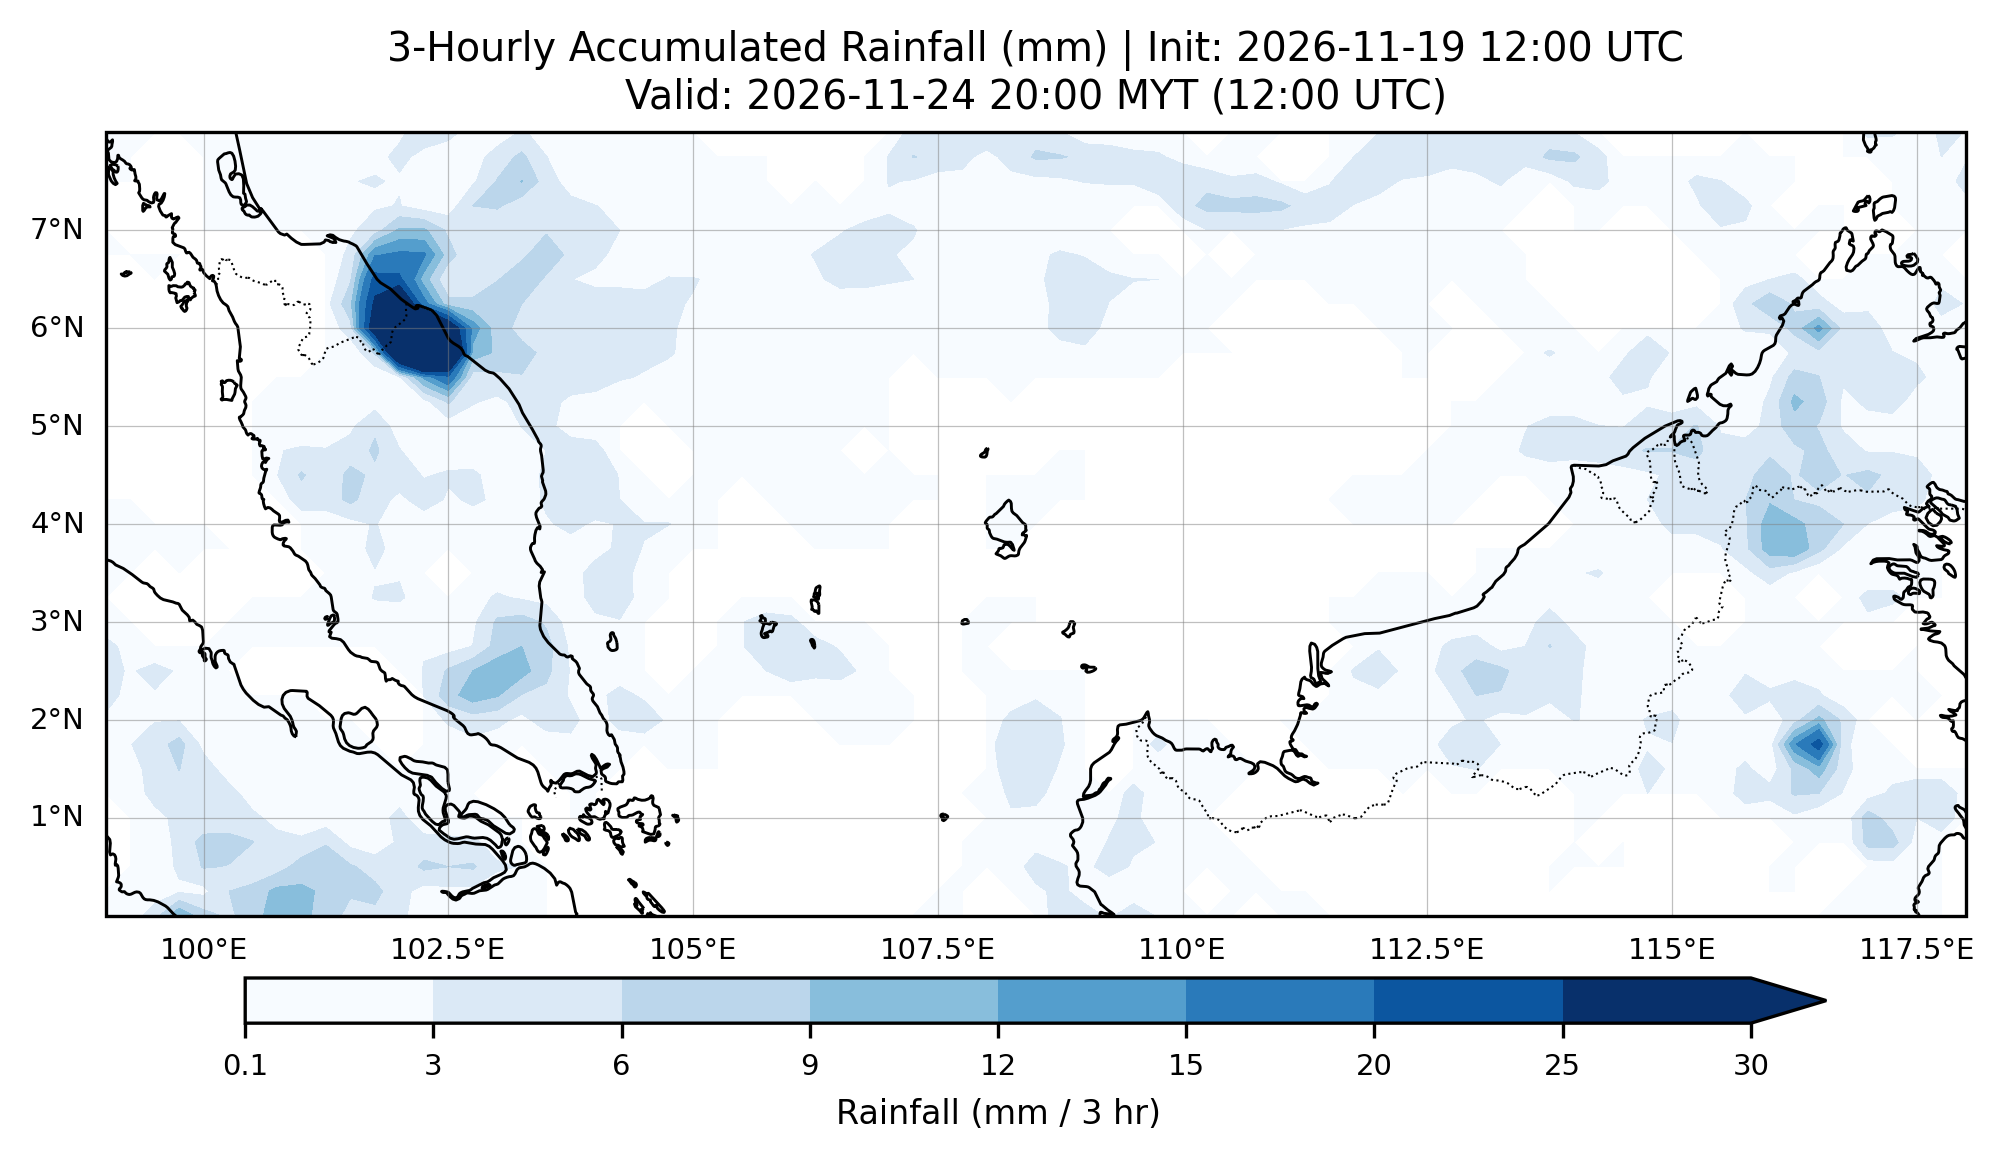 3-Hourly Accumulated Rainfall (mm) | Init: 2026-11-19 12:00 UTC
Valid: 2026-11-24 20:00 MYT (12:00 UTC)
7°N
6°N
5°N
4°N
3°N
2°N
1°N
100°E 102.5°E 105°E 107.5°E 110°E 112.5°E 115°E 117.5°E
0.1 3 6 9 12 15 20 25 30
Rainfall (mm / 3 hr)